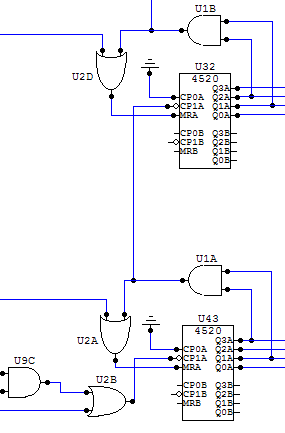 U1B
U2D
U32
4520
Q3A
CP0A Q2A
CP1A Q1A
MRA Q0A
CP0B Q3B
CP1B Q2B
MRB Q1B
Q0B
U1A
U2A
U43
4520
Q3A
CP0A Q2A
CP1A Q1A
MRA Q0A
U9C
U2B
CP0B Q3B
CP1B Q2B
MRB Q1B
Q0B